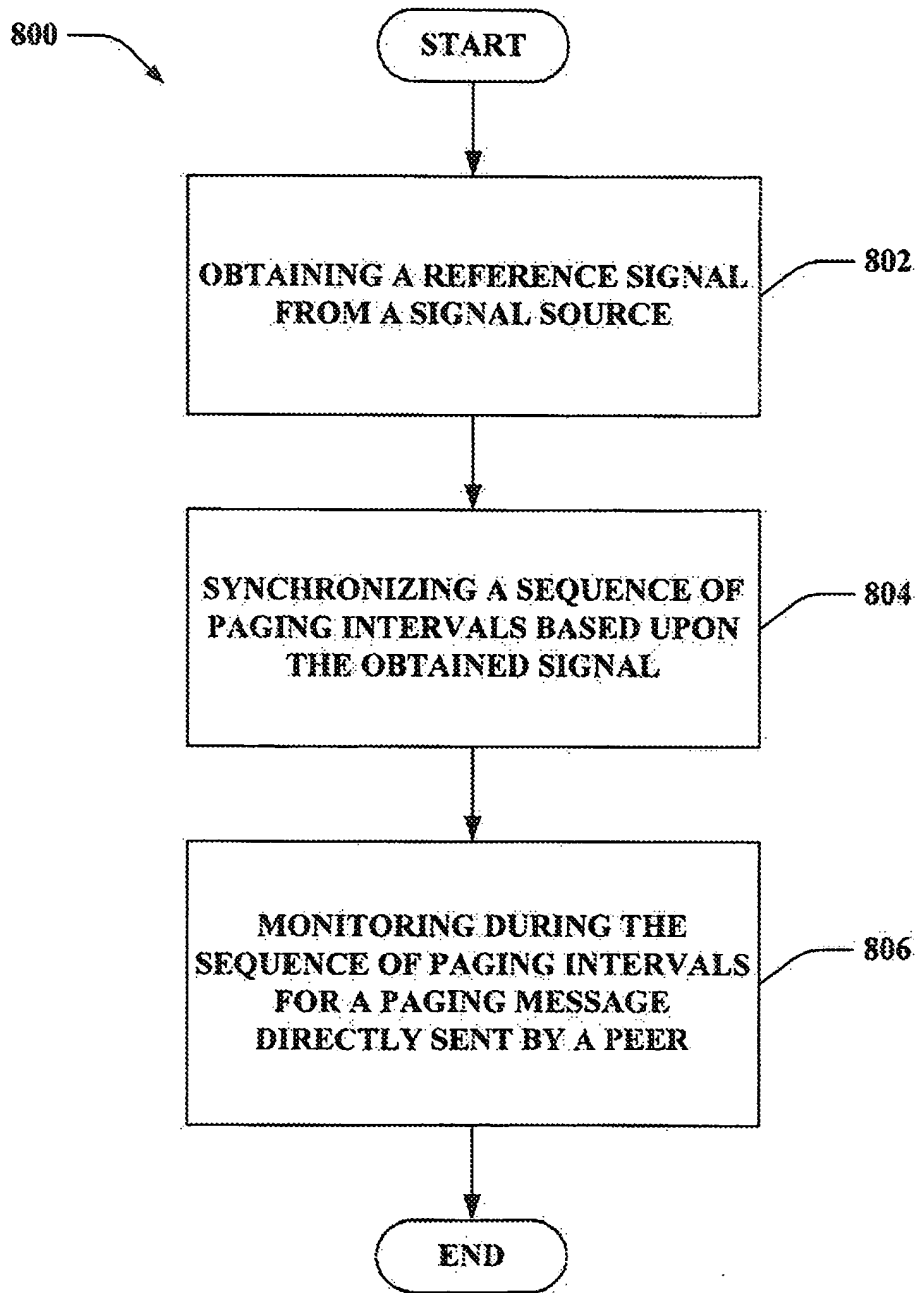 800
START
OBTAINING A REFERENCE SIGNAL
FROM A SIGNAL SOURCE
802
SYNCHRONIZING A SEQUENCE OF
PAGING INTERVALS BASED UPON
THE OBTAINED SIGNAL
804
MONITORING DURING THE
SEQUENCE OF PAGING INTERVALS
FOR A PAGING MESSAGE
DIRECTLY SENT BY A PEER
806
END